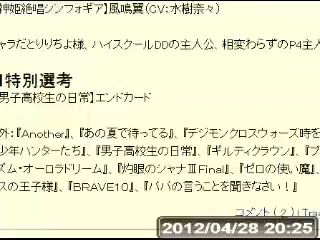 神姫絶唱シンフォギア】風鳴翼(CV:水樹奈々)
ャラだとりりちよ様、ハイスクールDDの主人公、相変わらずのP4主人
特別選考
男子高校生の日常】エンドカード
外:『Another』、『あの夏で待ってる』、『デジモンクロスウォーズ時を
少年ハンターたち』、『男子高校生の日常』、『ギルティクラウン』、『プ
ズム・オーロラドリーム』、『灼眼のシャナⅢFinal』、『ゼロの使い魔』、
スの王子様』、『BRAVE10』、『パパの言うことを聞きなさい!』
コメント(2) | Trac
2012/04/28 20:25